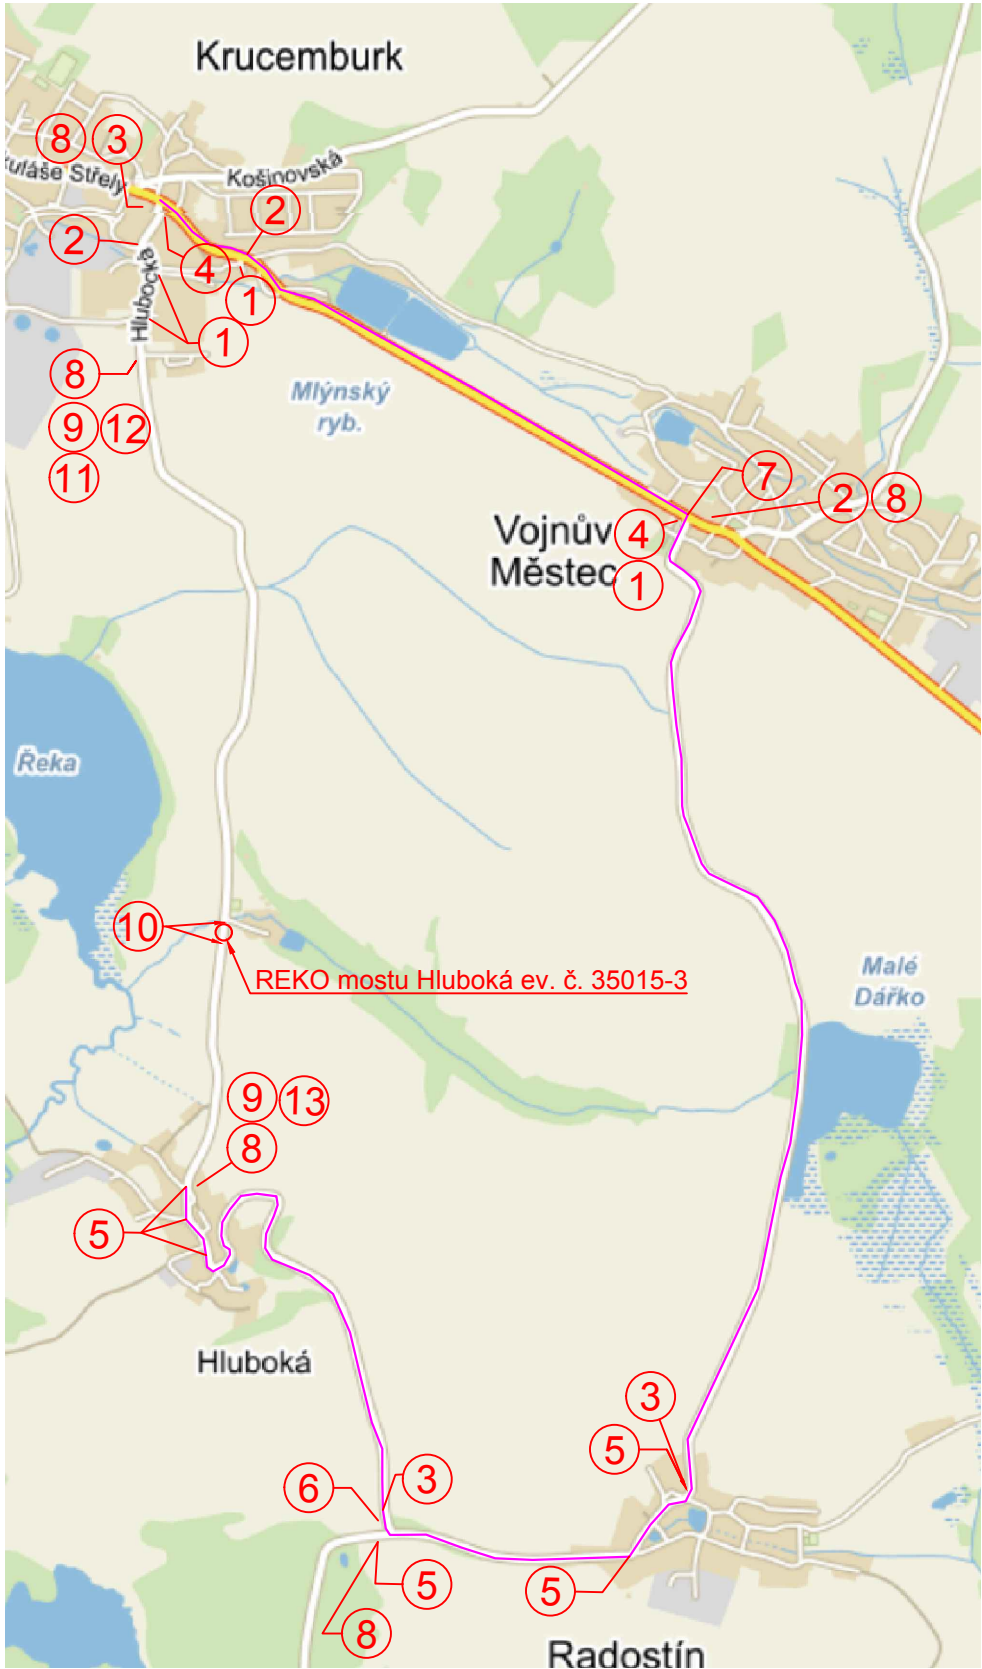 Krucemburk
8 3
kuláše Střely
Košinovská
2
2
4
Hlubocká
1
1
8
Mlýnský
ryb.
9 12
11
7
2 8
Vojnův
Městec
4
1
Řeka
10
REKO mostu Hluboká ev. č. 35015-3
Malé
Dářko
9 13
8
5
Hluboká
3
5
6
3
5
5
8
Radostín